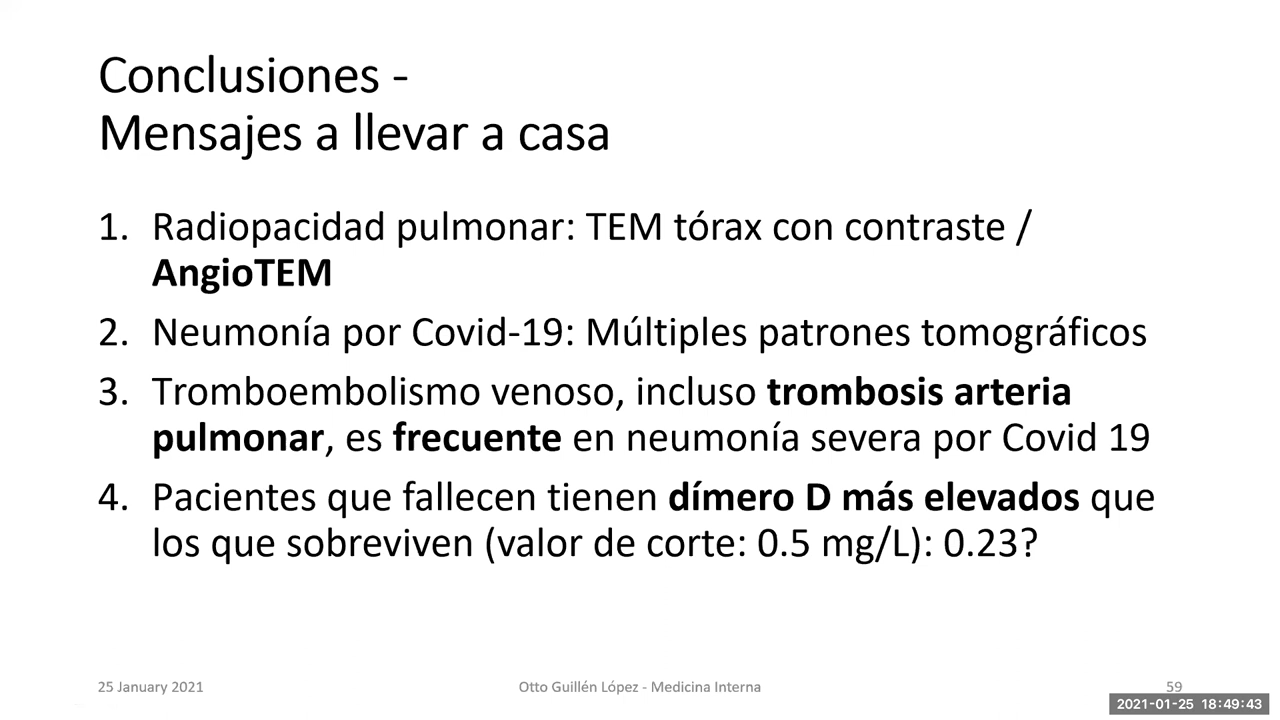 Conclusiones -
Mensajes a llevar a casa
1. Radiopacidad pulmonar: TEM tórax con contraste /
AngioTEM
2. Neumonía por Covid-19: Múltiples patrones tomográficos
3. Tromboembolismo venoso, incluso trombosis arteria
pulmonar, es frecuente en neumonía severa por Covid 19
4. Pacientes que fallecen tienen dímero D más elevados que
los que sobreviven (valor de corte: 0.5 mg/L): 0.23?
25 January 2021
Otto Guillén López - Medicina Interna
59
2021-01-25 18:49:43